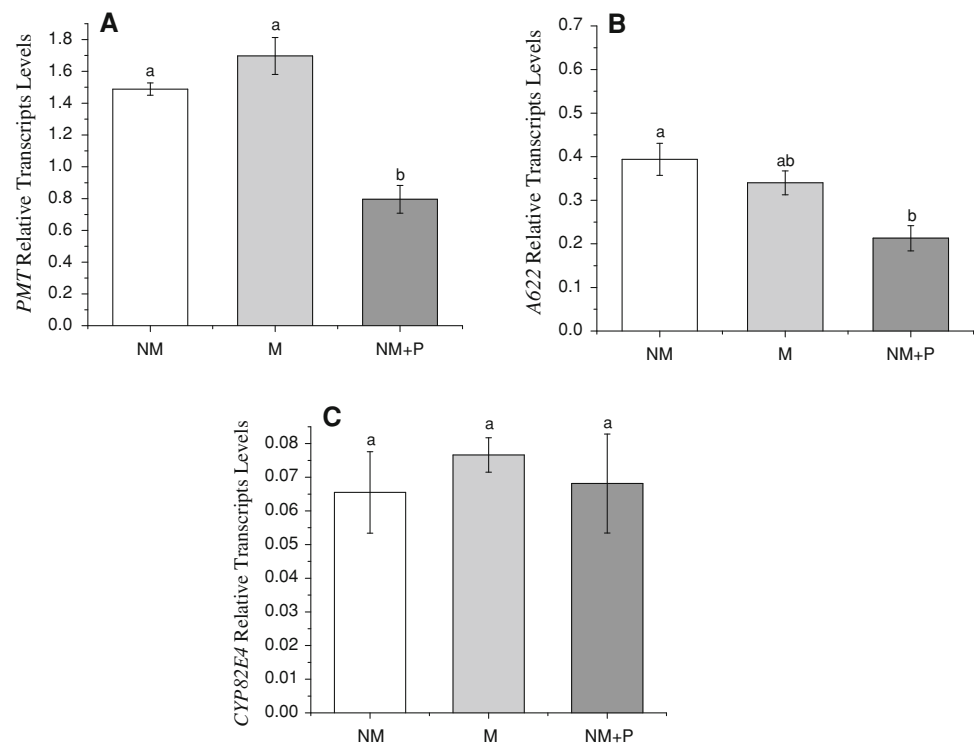 A
PMT Relative Transcripts Levels
1.8
1.6
1.4
1.2
1.0
0.8
0.6
0.4
0.2
0.0
a
a
b
NM
M
NM+P
B
A622 Relative Transcripts Levels
0.7
0.6
0.5
0.4
0.3
0.2
0.1
0.0
a
ab
b
NM
M
NM+P
C
CYP82E4 Relative Transcripts Levels
0.08
0.07
0.06
0.05
0.04
0.03
0.02
0.01
0.00
a
a
a
NM
M
NM+P